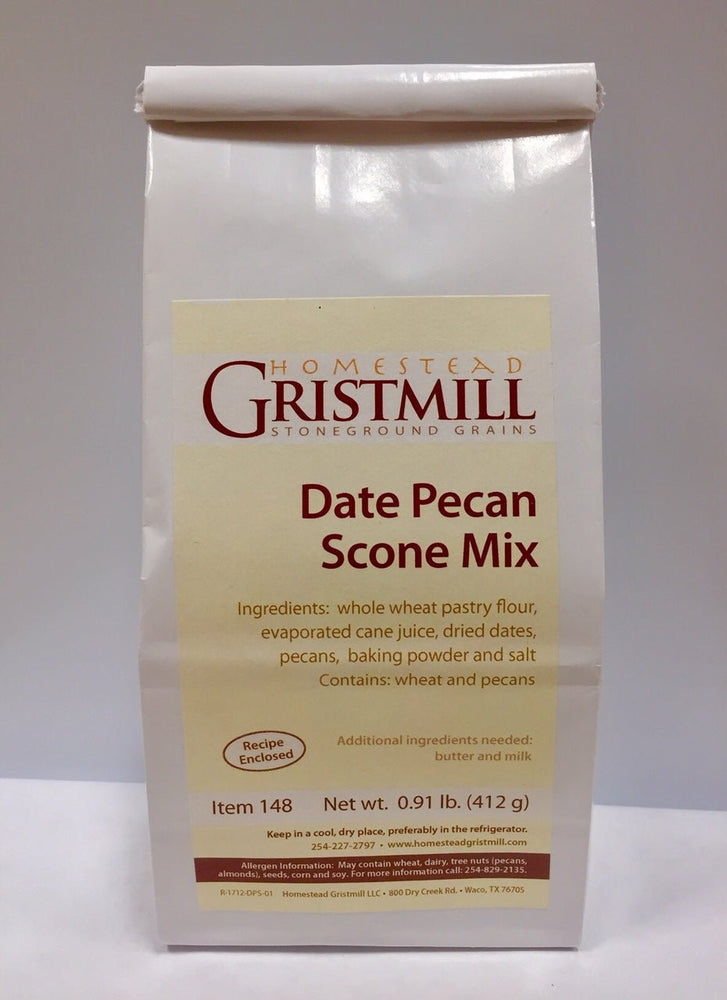 HOMESTEAD
GRISTMILL
STONEGROUND GRAINS
Date Pecan
Scone Mix
Ingredients: whole wheat pastry flour,
evaporated cane juice, dried dates,
pecans, baking powder and salt
Contains: wheat and pecans
Recipe
Enclosed
Additional ingredients needed:
butter and milk
Item 148 Net wt. 0.91 lb. (412 g)
Keep in a cool, dry place, preferably in the refrigerator.
254-227-2797 • www.homesteadgristmill.com
Allergen Information: May contain wheat, dairy, tree nuts (pecans,
almonds), seeds, corn and soy. For more information call: 254-829-2135.
R-1712-DPS-01 Homestead Gristmill LLC • 800 Dry Creek Rd. • Waco, TX 76705